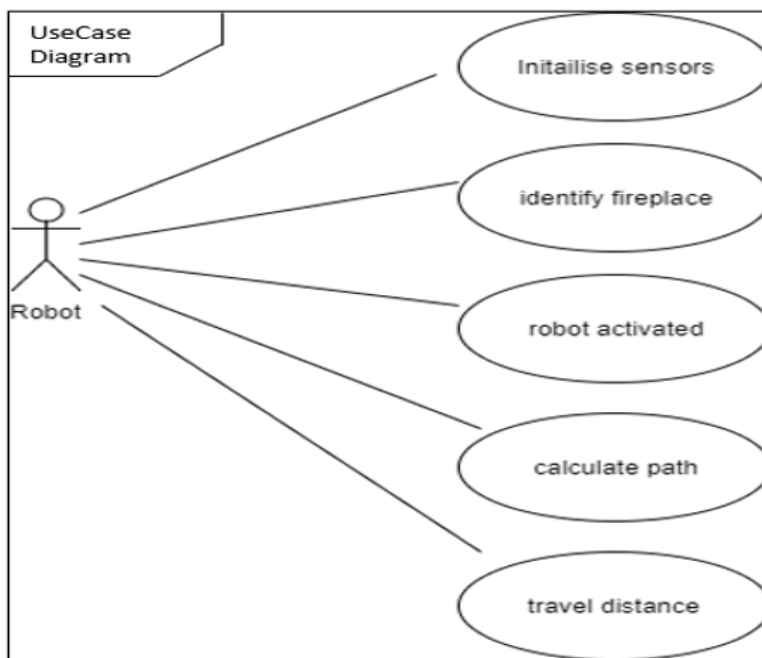 UseCase
Diagram
Initailise sensors
identify fireplace
Robot
robot activated
calculate path
travel distance